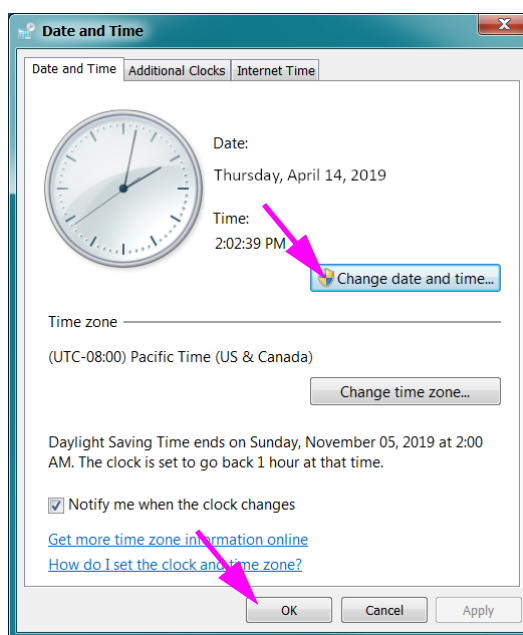 Date and Time
Date and Time Additional Clocks Internet Time
Date:
Thursday, April 14, 2019
Time:
2:02:39 PM
Change date and time...
Time zone
(UTC-08:00) Pacific Time (US & Canada)
Change time zone...
Daylight Saving Time ends on Sunday, November 05, 2019 at 2:00
AM. The clock is set to go back 1 hour at that time.
Notify me when the clock changes
Get more time zone information online
How do I set the clock and time zone?
OK Cancel Apply